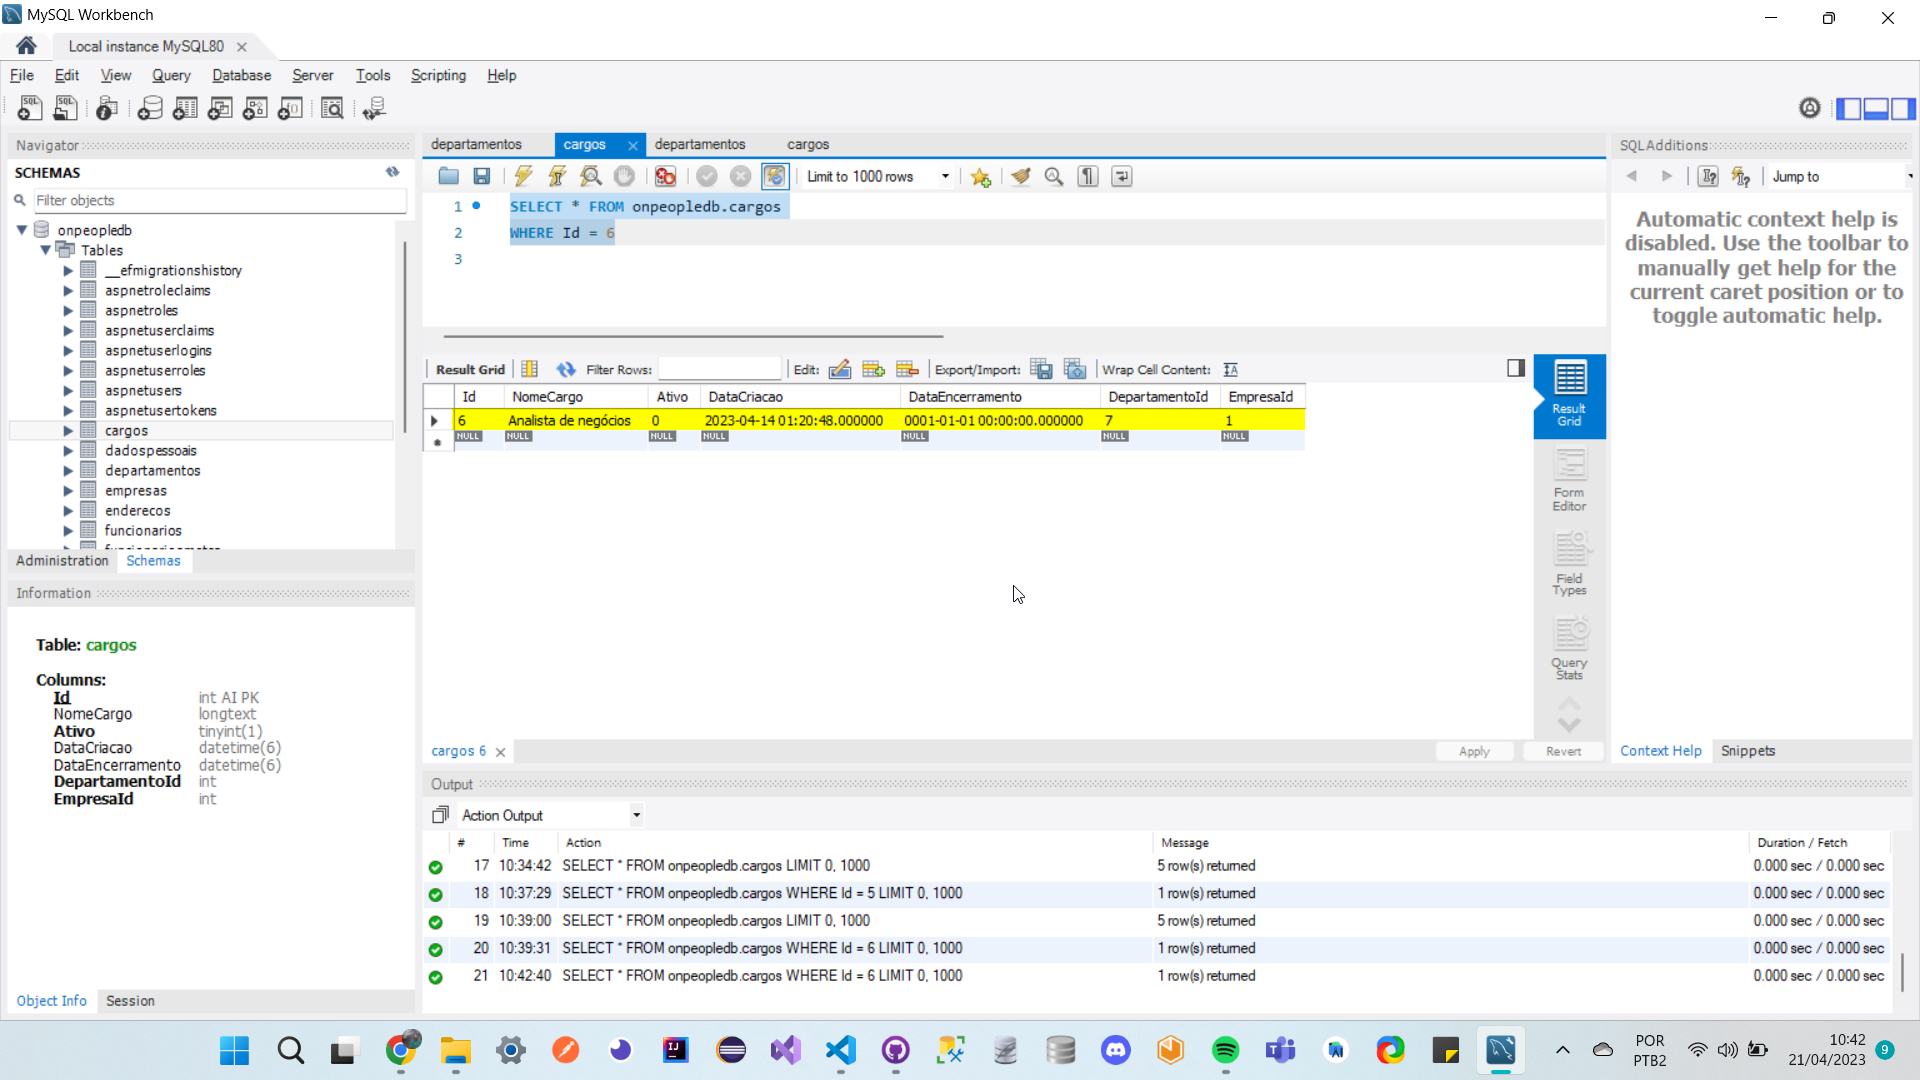 MySQL Workbench
Local instance MySQL80
File Edit View Query Database Server Tools Scripting Help
Navigator
SCHEMAS
Filter objects
onpeopledb
Tables
__efmigrationshistory
aspnetroleclaims
aspnetroles
aspnetuserclaims
aspnetuserlogins
aspnetuserroles
aspnetusers
aspnetusertokens
cargos
dadospessoais
departamentos
empresas
enderecos
funcionarios
Administration Schemas
Information
Table: cargos
Columns:
Id int AI PK
NomeCargo longtext
Ativo tinyint(1)
DataCriacao datetime(6)
DataEncerramento datetime(6)
DepartamentoId int
EmpresaId int
Object Info Session
departamentos cargos departamentos cargos
Limit to 1000 rows
1 SELECT * FROM onpeopledb.cargos
2 WHERE Id = 6
3
Result Grid Filter Rows: Edit: Export/Import: Wrap Cell Content:
Id NomeCargo Ativo DataCriacao DataEncerramento DepartamentoId EmpresaId
6 Analista de negócios 0 2023-04-14 01:20:48.000000 0001-01-01 00:00:00.000000 7 1
NULL NULL NULL NULL NULL NULL NULL
Result
Grid
Form
Editor
Field
Types
Query
Stats
cargos 6 Apply Revert
Output
Action Output
# Time Action Message Duration / Fetch
17 10:34:42 SELECT * FROM onpeopledb.cargos LIMIT 0, 1000 5 row(s) returned 0.000 sec / 0.000 sec
18 10:37:29 SELECT * FROM onpeopledb.cargos WHERE Id = 5 LIMIT 0, 1000 1 row(s) returned 0.000 sec / 0.000 sec
19 10:39:00 SELECT * FROM onpeopledb.cargos LIMIT 0, 1000 5 row(s) returned 0.000 sec / 0.000 sec
20 10:39:31 SELECT * FROM onpeopledb.cargos WHERE Id = 6 LIMIT 0, 1000 1 row(s) returned 0.000 sec / 0.000 sec
21 10:42:40 SELECT * FROM onpeopledb.cargos WHERE Id = 6 LIMIT 0, 1000 1 row(s) returned 0.000 sec / 0.000 sec
SQLAdditions
Jump to
Automatic context help is
disabled. Use the toolbar to
manually get help for the
current caret position or to
toggle automatic help.
Context Help Snippets
POR
PTB2
10:42
21/04/2023
9